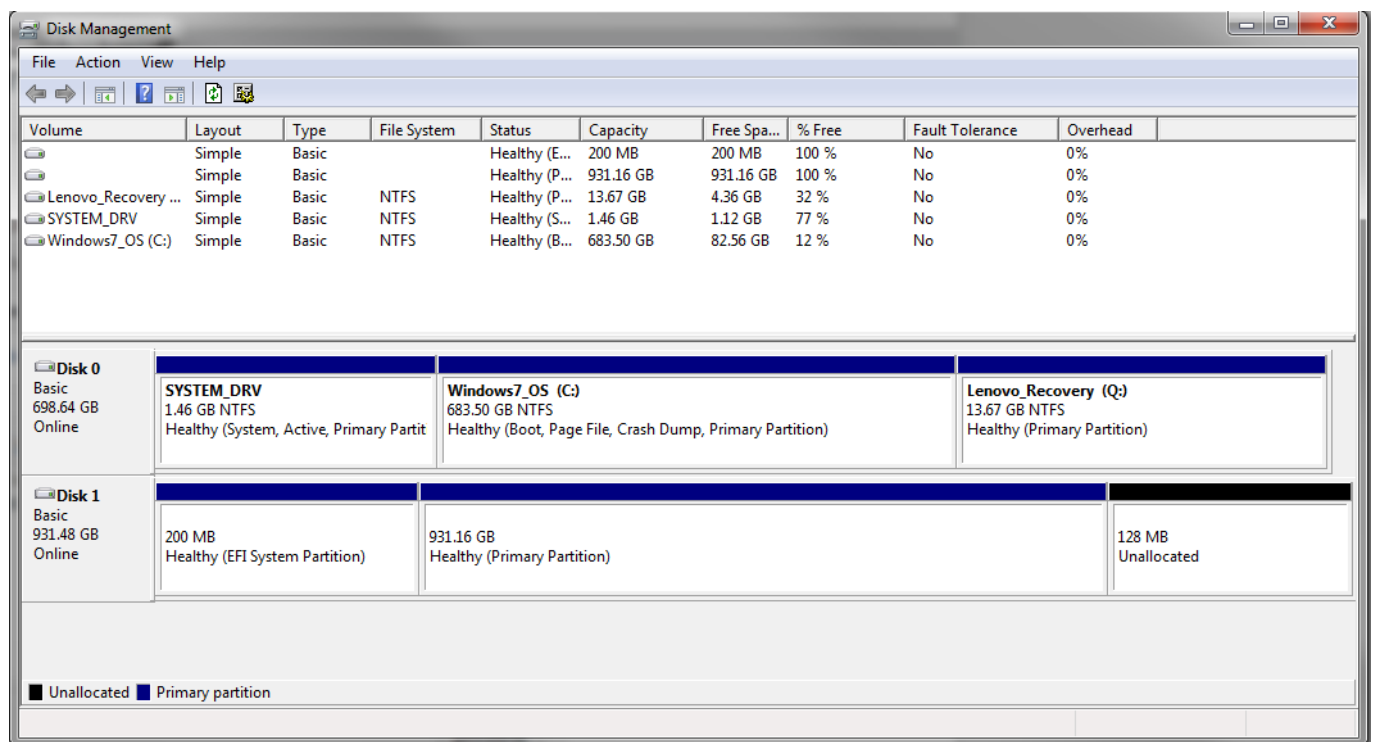 Disk Management
File Action View Help
Volume Layout Type File System Status Capacity Free Spa... % Free Fault Tolerance Overhead
Simple Basic Healthy (E... 200 MB 200 MB 100 % No 0%
Simple Basic Healthy (P... 931.16 GB 931.16 GB 100 % No 0%
Lenovo_Recovery ... Simple Basic NTFS Healthy (P... 13.67 GB 4.36 GB 32 % No 0%
SYSTEM_DRV Simple Basic NTFS Healthy (S... 1.46 GB 1.12 GB 77 % No 0%
Windows7_OS (C:) Simple Basic NTFS Healthy (B... 683.50 GB 82.56 GB 12 % No 0%
Disk 0
Basic
698.64 GB
Online
SYSTEM_DRV
1.46 GB NTFS
Healthy (System, Active, Primary Partit
Windows7_OS (C:)
683.50 GB NTFS
Healthy (Boot, Page File, Crash Dump, Primary Partition)
Lenovo_Recovery (Q:)
13.67 GB NTFS
Healthy (Primary Partition)
Disk 1
Basic
931.48 GB
Online
200 MB
Healthy (EFI System Partition)
931.16 GB
Healthy (Primary Partition)
128 MB
Unallocated
Unallocated Primary partition